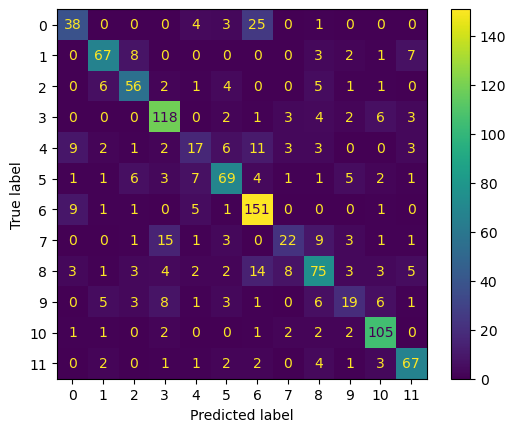 0 38 0 0 0 4 3 25 0 1 0 0 0
1 0 67 8 0 0 0 0 0 3 2 1 7
2 0 6 56 2 1 4 0 0 5 1 1 0
3 0 0 0 118 0 2 1 3 4 2 6 3
4 9 2 1 2 17 6 11 3 3 0 0 3
5 1 1 6 3 7 69 4 1 1 5 2 1
6 9 1 1 0 5 1 151 0 0 0 1 0
7 0 0 1 15 1 3 0 22 9 3 1 1
8 3 1 3 4 2 2 14 8 75 3 3 5
9 0 5 3 8 1 3 1 0 6 19 6 1
10 1 1 0 2 0 0 1 2 2 2 105 0
11 0 2 0 1 1 2 2 0 4 1 3 67
0 1 2 3 4 5 6 7 8 9 10 11
Predicted label
True label
140
120
100
80
60
40
20
0